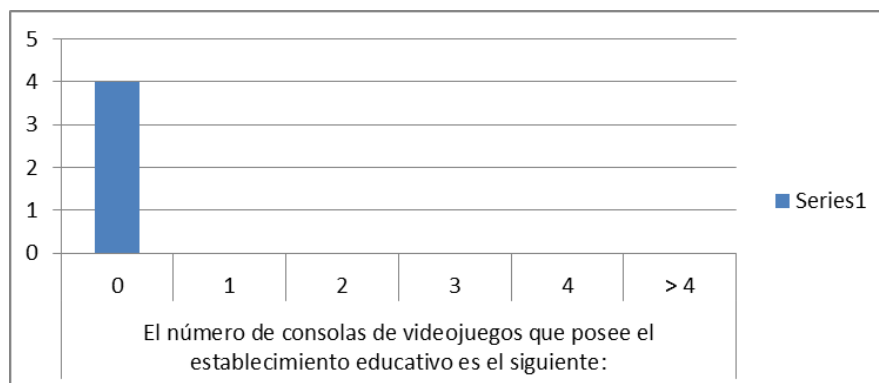 5
4
3
2
1
0
Series1
0 1 2 3 4 > 4
El número de consolas de videojuegos que posee el
establecimiento educativo es el siguiente: